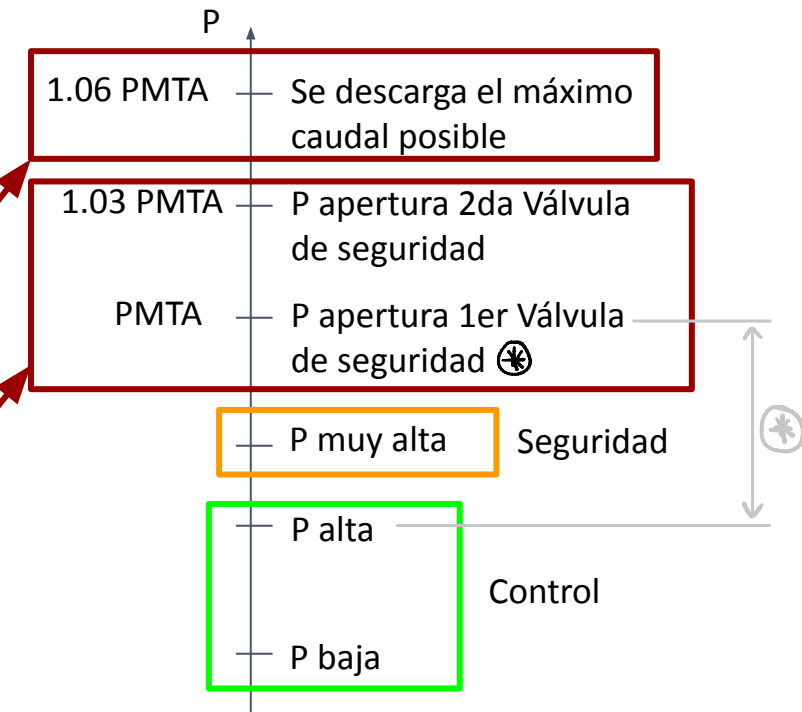 P
1.06 PMTA
Se descarga el máximo
caudal posible
1.03 PMTA
P apertura 2da Válvula
de seguridad
PMTA
P apertura 1er Válvula
de seguridad
P muy alta
Seguridad
P alta
Control
P baja